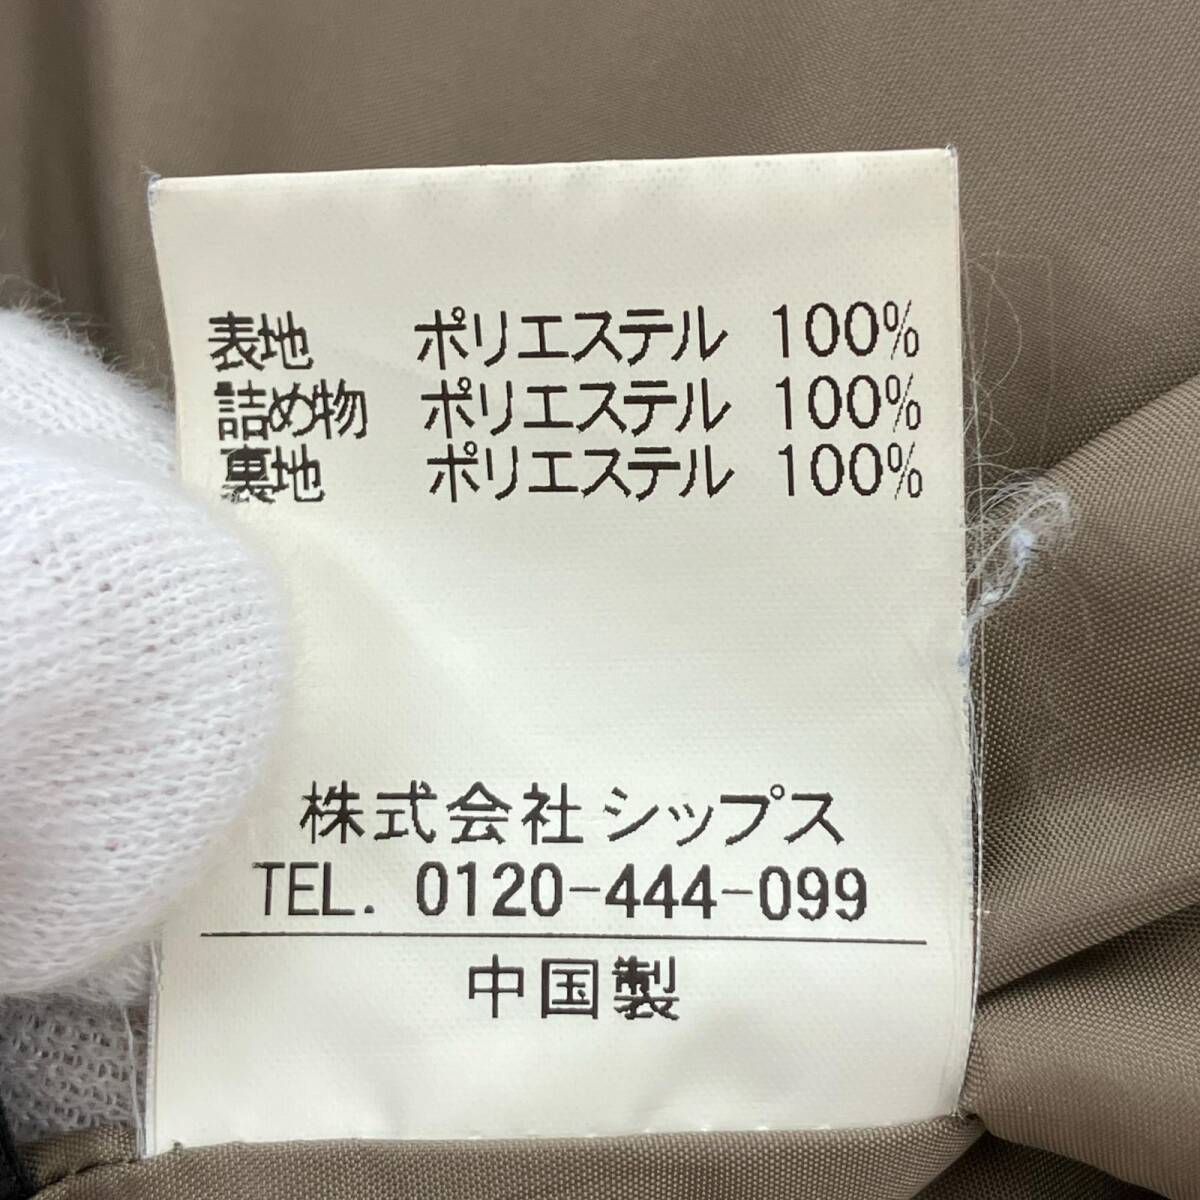 表地 ポリエステル 100%
詰め物 ポリエステル 100%
裏地 ポリエステル 100%
株式会社 シップス
TEL. 0120-444-099
中国製